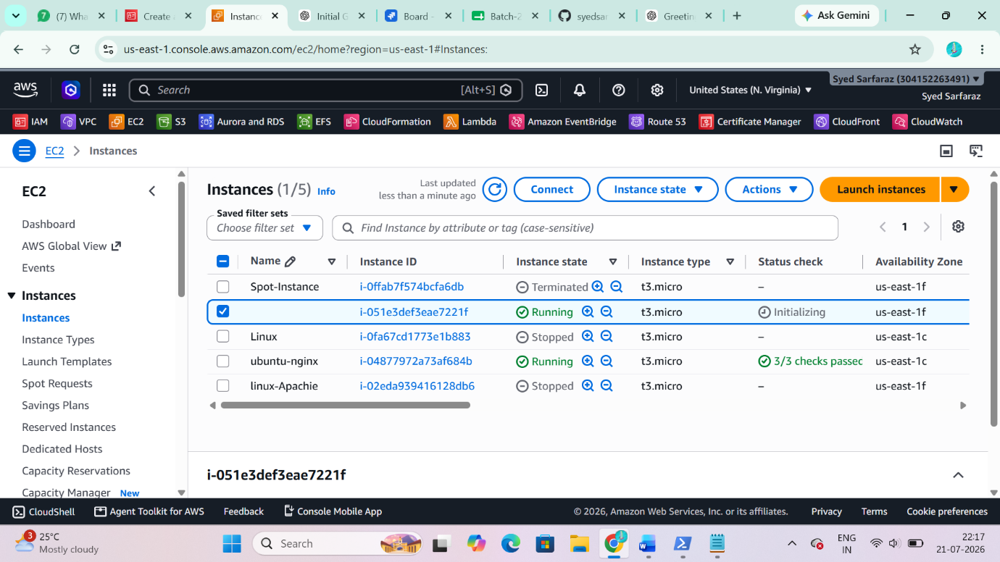 (7) Wha
Create
Instanc
Initial G
Board -
Batch-2
syedsar
Greetin
Ask Gemini
us-east-1.console.aws.amazon.com/ec2/home?region=us-east-1#Instances:
aws
Search
[Alt+S]
United States (N. Virginia)
Syed Sarfaraz (304152263491)
Syed Sarfaraz
IAM
VPC
EC2
S3
Aurora and RDS
EFS
CloudFormation
Lambda
Amazon EventBridge
Route 53
Certificate Manager
CloudFront
CloudWatch
EC2
Instances
EC2
Dashboard
AWS Global View
Events
Instances
Instances
Instance Types
Launch Templates
Spot Requests
Savings Plans
Reserved Instances
Dedicated Hosts
Capacity Reservations
Capacity Manager New
Instances (1/5) Info
Last updated
less than a minute ago
Connect
Instance state
Actions
Launch instances
Saved filter sets
Choose filter set
Find Instance by attribute or tag (case-sensitive)
1
Name Instance ID Instance state Instance type Status check Availability Zone
Spot-Instance i-0ffab7f574bcfa6db Terminated t3.micro – us-east-1f
i-051e3def3eae7221f Running t3.micro Initializing us-east-1f
Linux i-0fa67cd1773e1b883 Stopped t3.micro – us-east-1c
ubuntu-nginx i-04877972a73af684b Running t3.micro 3/3 checks passec us-east-1c
linux-Apachie i-02eda939416128db6 Stopped t3.micro – us-east-1f
i-051e3def3eae7221f
CloudShell
Agent Toolkit for AWS
Feedback
Console Mobile App
© 2026, Amazon Web Services, Inc. or its affiliates.
Privacy
Terms
Cookie preferences
3
25°C
Mostly cloudy
Search
ENG
IN
22:17
21-07-2026